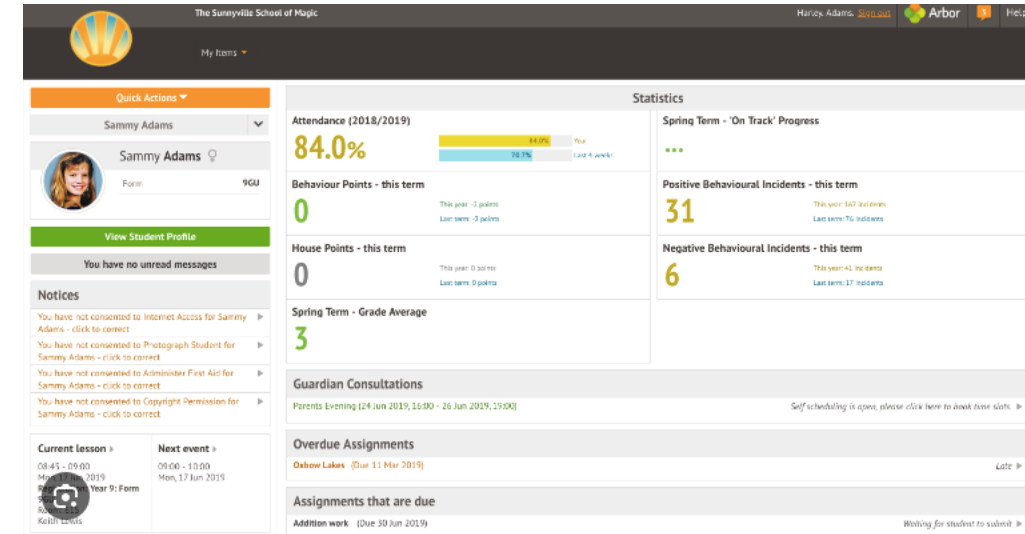 The Sunnyville School of Magic
Harley. Adams. Sign out
Arbor
Help
My Items
Quick Actions
Sammy Adams
Sammy Adams
Form 9GU
View Student Profile
You have no unread messages
Notices
You have not consented to Internet Access for Sammy
Adams - click to correct
You have not consented to Photograph Student for
Sammy Adams - click to correct
You have not consented to Administer First Aid for
Sammy Adams - click to correct
You have not consented to Copyright Permission for
Sammy Adams - click to correct
Current lesson
08:45 - 09:00
Mon, 17 Jun 2019
Year 9: Form
Keith Lewis
Next event
09:00 - 10:00
Mon, 17 Jun 2019
Statistics
Attendance (2018/2019)
84.0%
84.0% Year
Last 4 weeks
Spring Term - 'On Track' Progress
...
Behaviour Points - this term
0
This year: -2 points
Last term: -2 points
Positive Behavioural Incidents - this term
31
This year: 167 incidents
Last term: 76 incidents
House Points - this term
0
This year: 0 points
Last term: 0 points
Negative Behavioural Incidents - this term
6
This year: 41 incidents
Last term: 17 incidents
Spring Term - Grade Average
3
Guardian Consultations
Parents Evening (24 Jun 2019, 16:00 - 26 Jun 2019, 19:00)
Self scheduling is open, please click here to book time slots.
Overdue Assignments
Oxbow Lakes (Due 11 Mar 2019)
Late
Assignments that are due
Addition work (Due 30 Jun 2019)
Waiting for student to submit